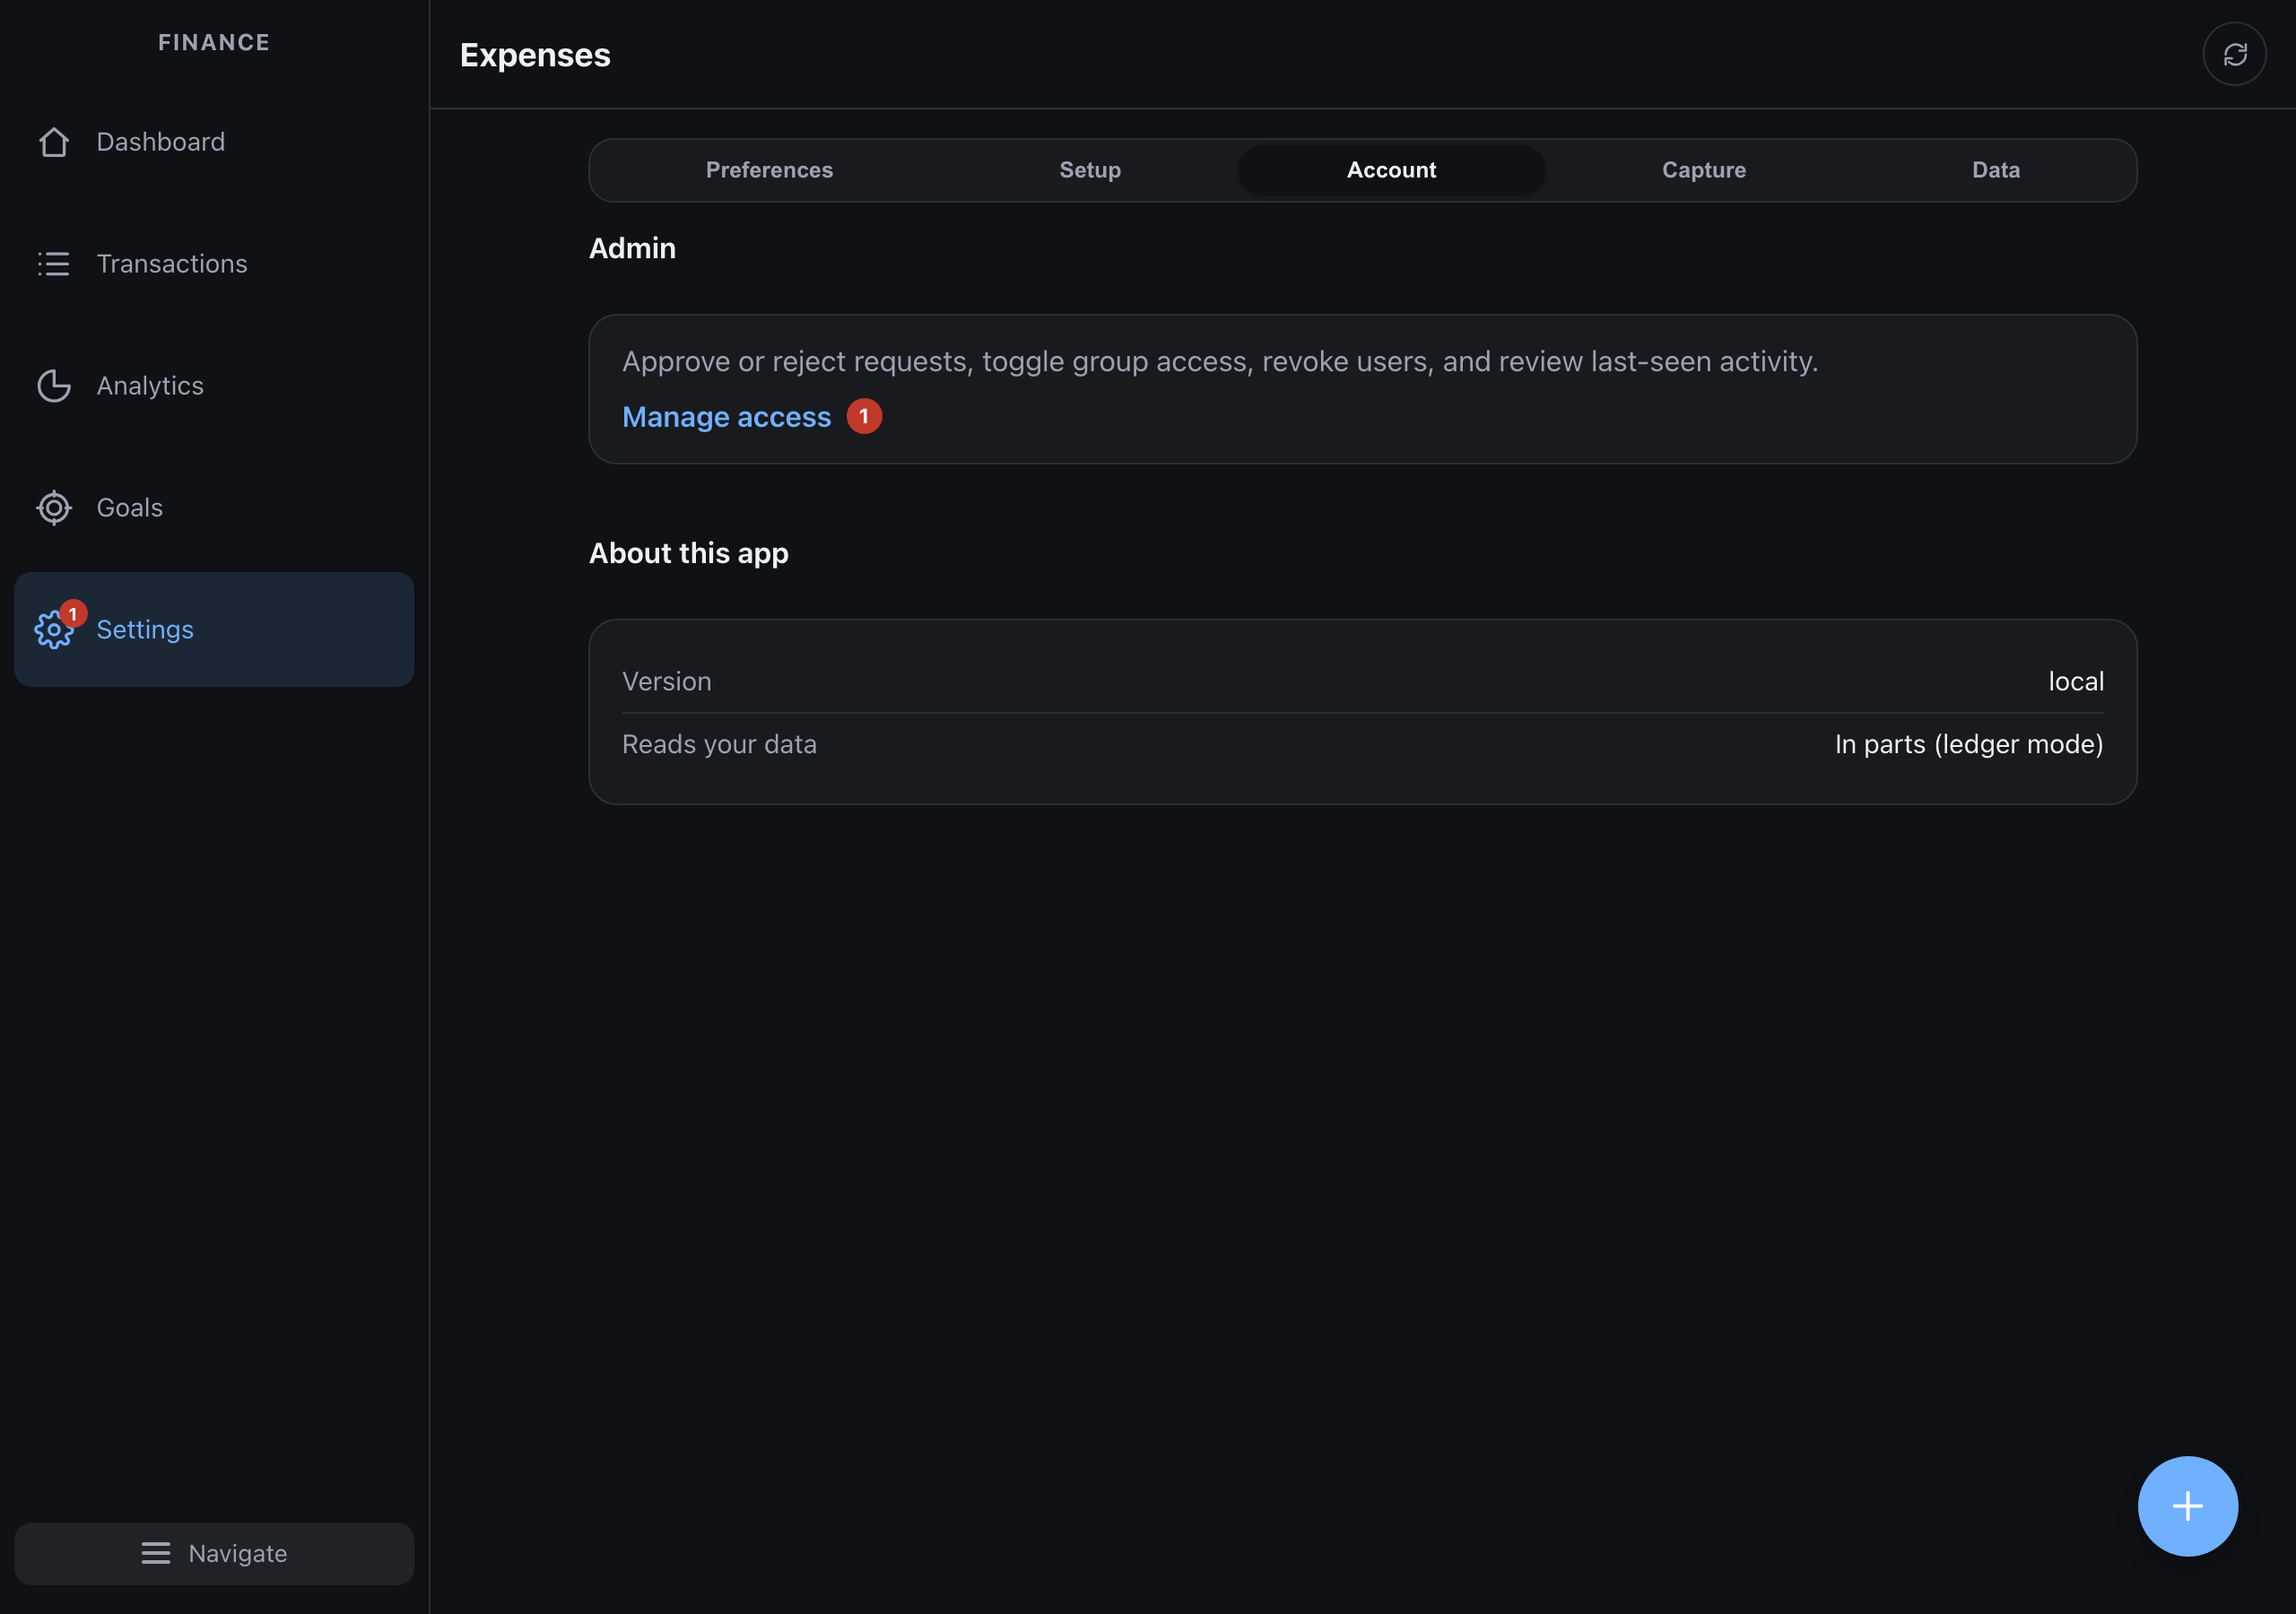 FINANCE
Dashboard
Transactions
Analytics
Goals
1
Settings
Navigate
Expenses
Preferences Setup Account Capture Data
Admin
Approve or reject requests, toggle group access, revoke users, and review last-seen activity.
Manage access 1
About this app
Version local
Reads your data In parts (ledger mode)